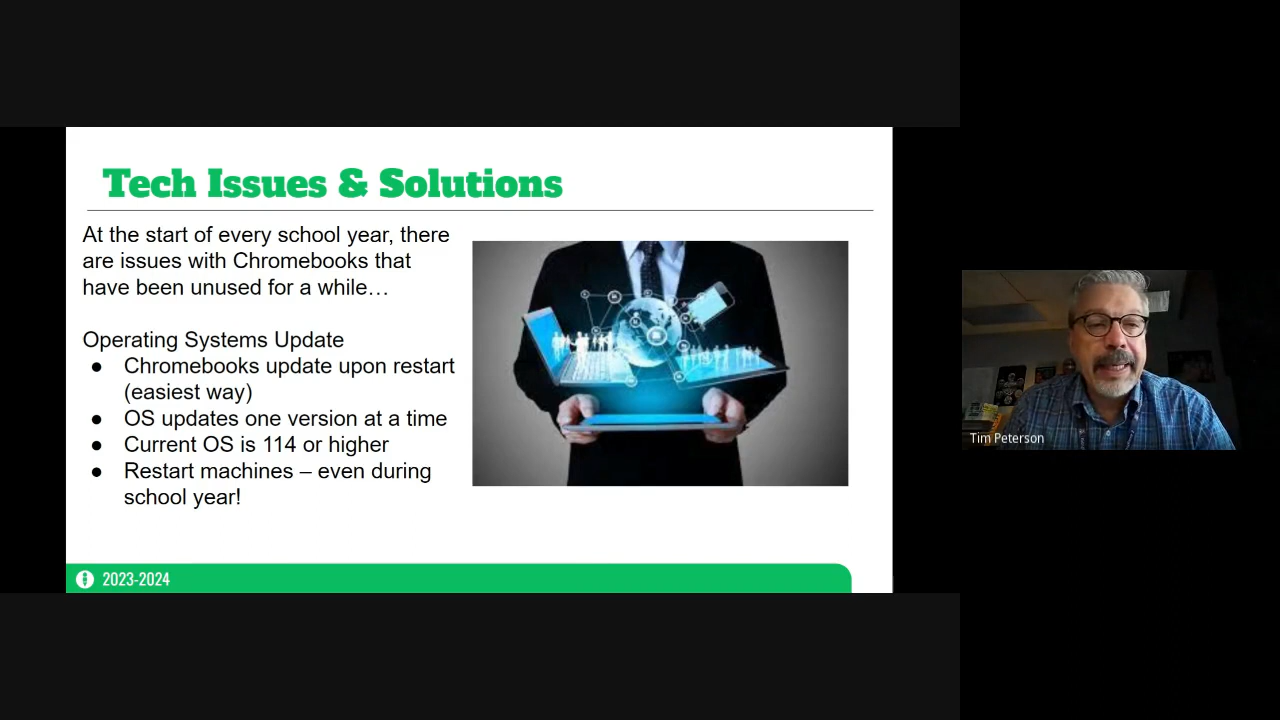 Tech Issues & Solutions
At the start of every school year, there
are issues with Chromebooks that
have been unused for a while…
Operating Systems Update
● Chromebooks update upon restart
(easiest way)
● OS updates one version at a time
● Current OS is 114 or higher
● Restart machines – even during
school year!
2023-2024
Tim Peterson